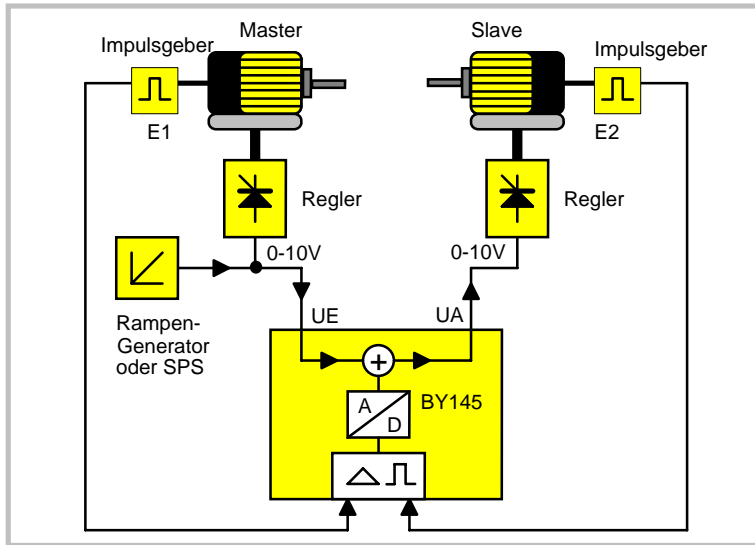 Master
Slave
Impulsgeber
Impulsgeber
E1
E2
Regler
Regler
0-10V
0-10V
Rampen-
Generator
oder SPS
UE
UA
+
BY145
A
D